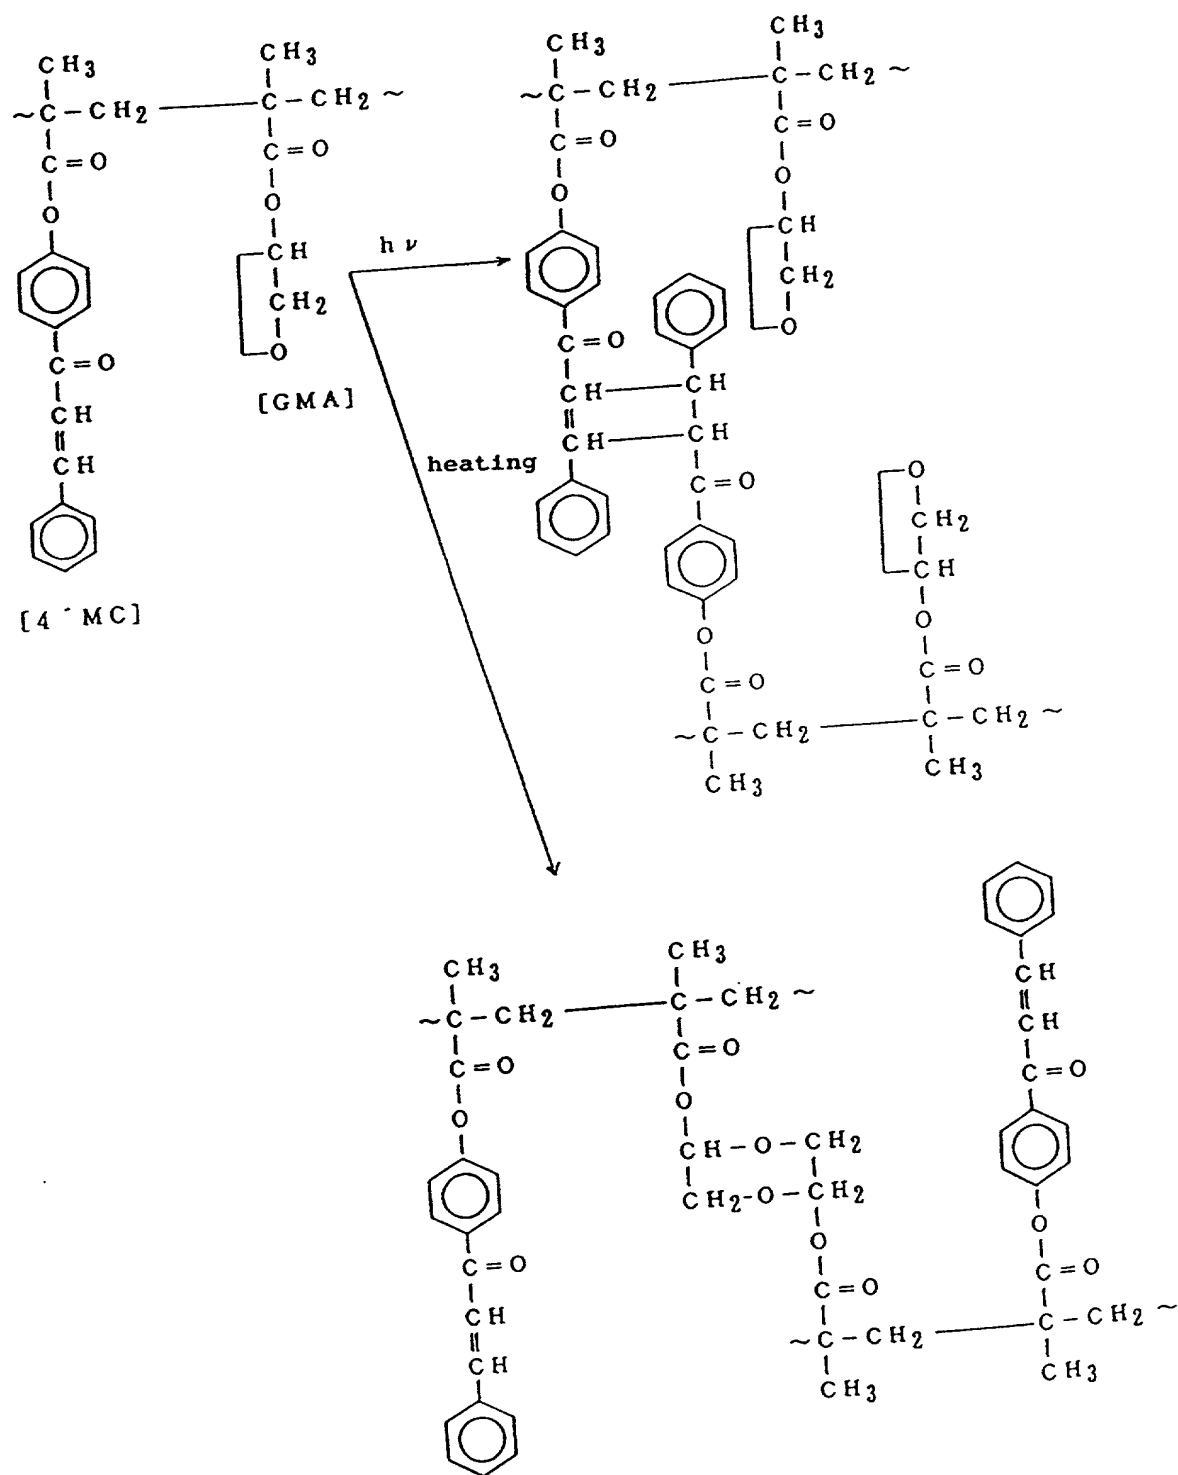 CH3
CH3
~C-CH2 C-CH2 ~
C=O
C=O
O
O
CH
CH2
O
C=O
[GMA]
CH
CH
[4´MC]
hν
heating
CH3
CH3
~C-CH2 C-CH2 ~
C=O
C=O
O
O
CH
CH2
O
C=O
CH CH
CH CH
C=O
O
C=O
~C-CH2 C-CH2 ~
CH3
O
CH2
CH
O
C=O
CH3
CH3
CH3
~C-CH2 C-CH2 ~
C=O
C=O
O
O
CH-O-CH2
CH2-O-CH2
O
C=O
C=O
CH
CH
~C-CH2 C-CH2 ~
CH3
CH3
CH
CH
C=O
O
C=O